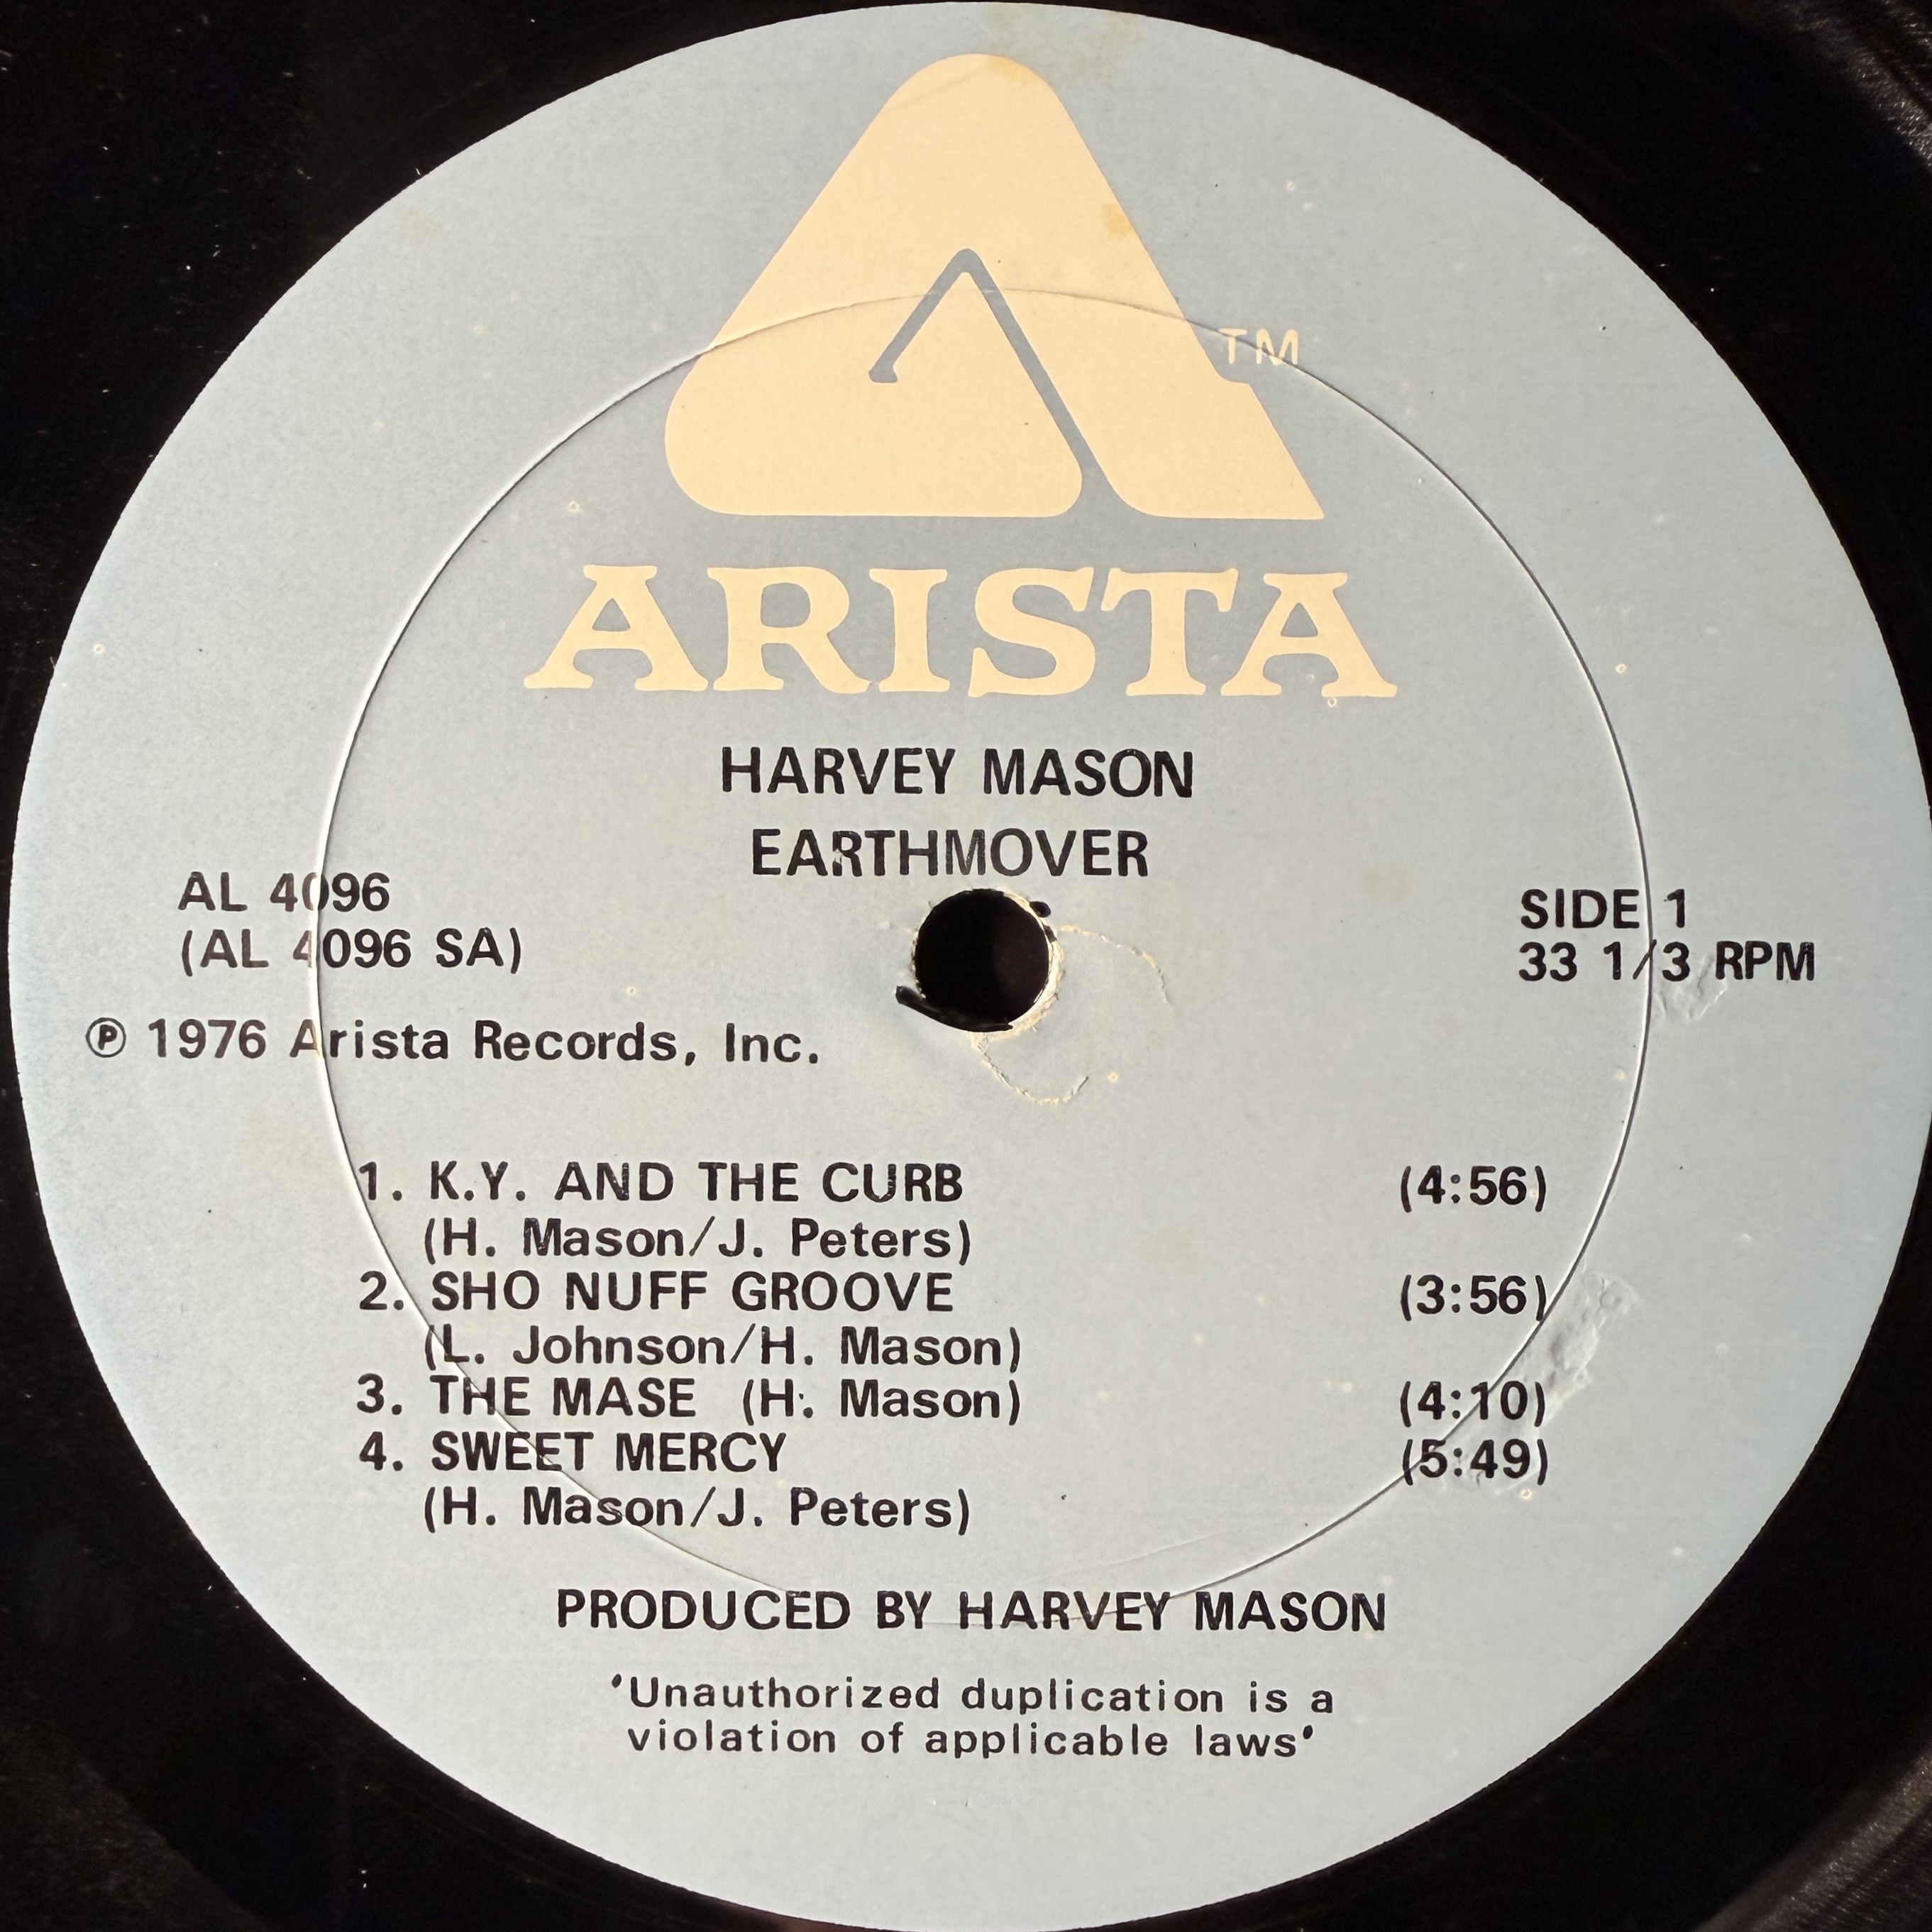 TM
ARISTA
HARVEY MASON
EARTHMOVER
AL 4096
(AL 4096 SA)
℗ 1976 Arista Records, Inc.
SIDE 1
33 1/3 RPM
1. K.Y. AND THE CURB (4:56)
(H. Mason/J. Peters)
2. SHO NUFF GROOVE (3:56)
(L. Johnson/H. Mason)
3. THE MASE (H. Mason) (4:10)
4. SWEET MERCY (5:49)
(H. Mason/J. Peters)
PRODUCED BY HARVEY MASON
'Unauthorized duplication is a
violation of applicable laws'